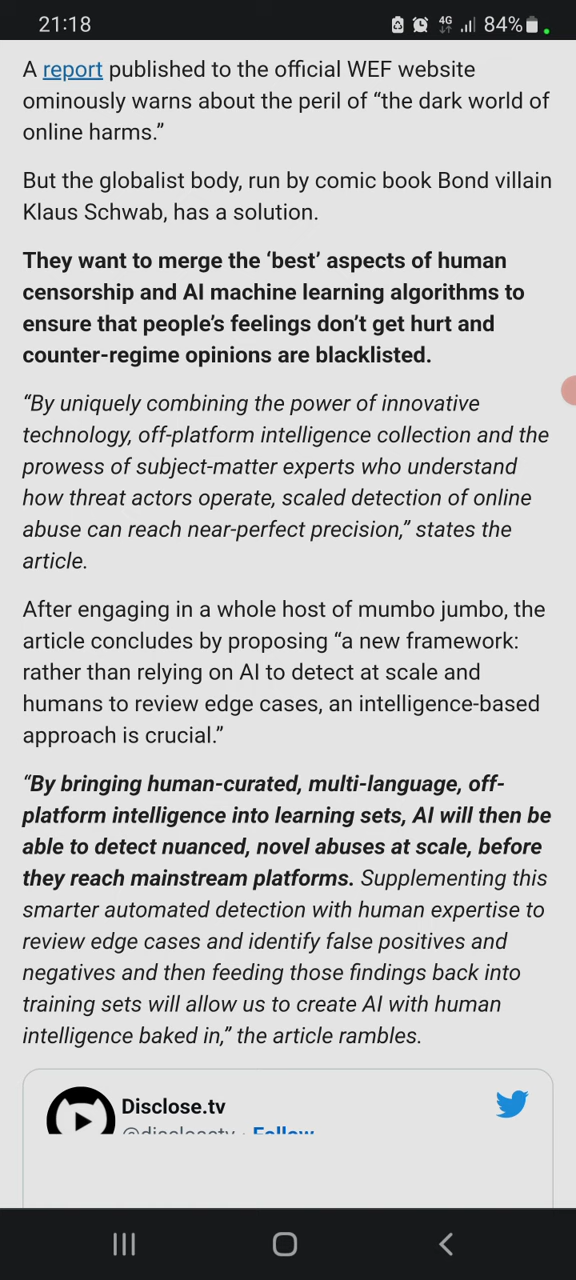 21:18
4G
84%
A report published to the official WEF website
ominously warns about the peril of “the dark world of
online harms.”
But the globalist body, run by comic book Bond villain
Klaus Schwab, has a solution.
They want to merge the ‘best’ aspects of human
censorship and AI machine learning algorithms to
ensure that people’s feelings don’t get hurt and
counter-regime opinions are blacklisted.
“By uniquely combining the power of innovative
technology, off-platform intelligence collection and the
prowess of subject-matter experts who understand
how threat actors operate, scaled detection of online
abuse can reach near-perfect precision,” states the
article.
After engaging in a whole host of mumbo jumbo, the
article concludes by proposing “a new framework:
rather than relying on AI to detect at scale and
humans to review edge cases, an intelligence-based
approach is crucial.”
“By bringing human-curated, multi-language, off-
platform intelligence into learning sets, AI will then be
able to detect nuanced, novel abuses at scale, before
they reach mainstream platforms. Supplementing this
smarter automated detection with human expertise to
review edge cases and identify false positives and
negatives and then feeding those findings back into
training sets will allow us to create AI with human
intelligence baked in,” the article rambles.
Disclose.tv
@disclosetv · Follow